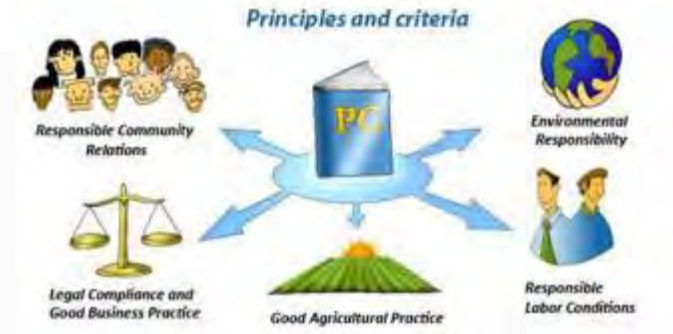 Principles and criteria
PC
Responsible Community
Relations
Environmental
Responsibility
Legal Compliance and
Good Business Practice
Good Agricultural Practice
Responsible
Labor Conditions